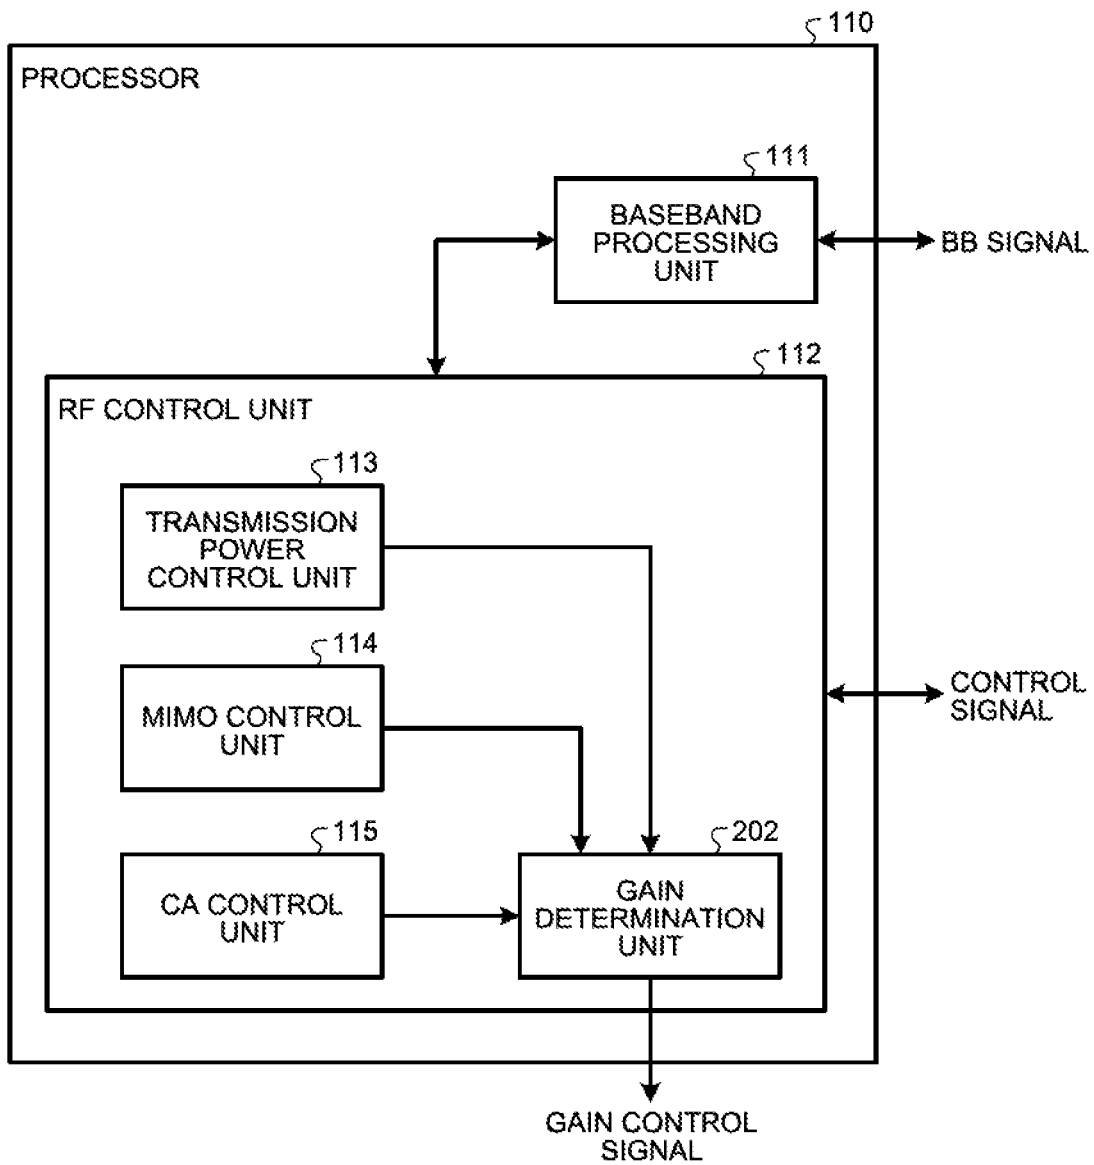 110
PROCESSOR
111
BASEBAND
PROCESSING
UNIT
BB SIGNAL
112
RF CONTROL UNIT
113
TRANSMISSION
POWER
CONTROL UNIT
114
MIMO CONTROL
UNIT
CONTROL
SIGNAL
115
CA CONTROL
UNIT
202
GAIN
DETERMINATION
UNIT
GAIN CONTROL
SIGNAL